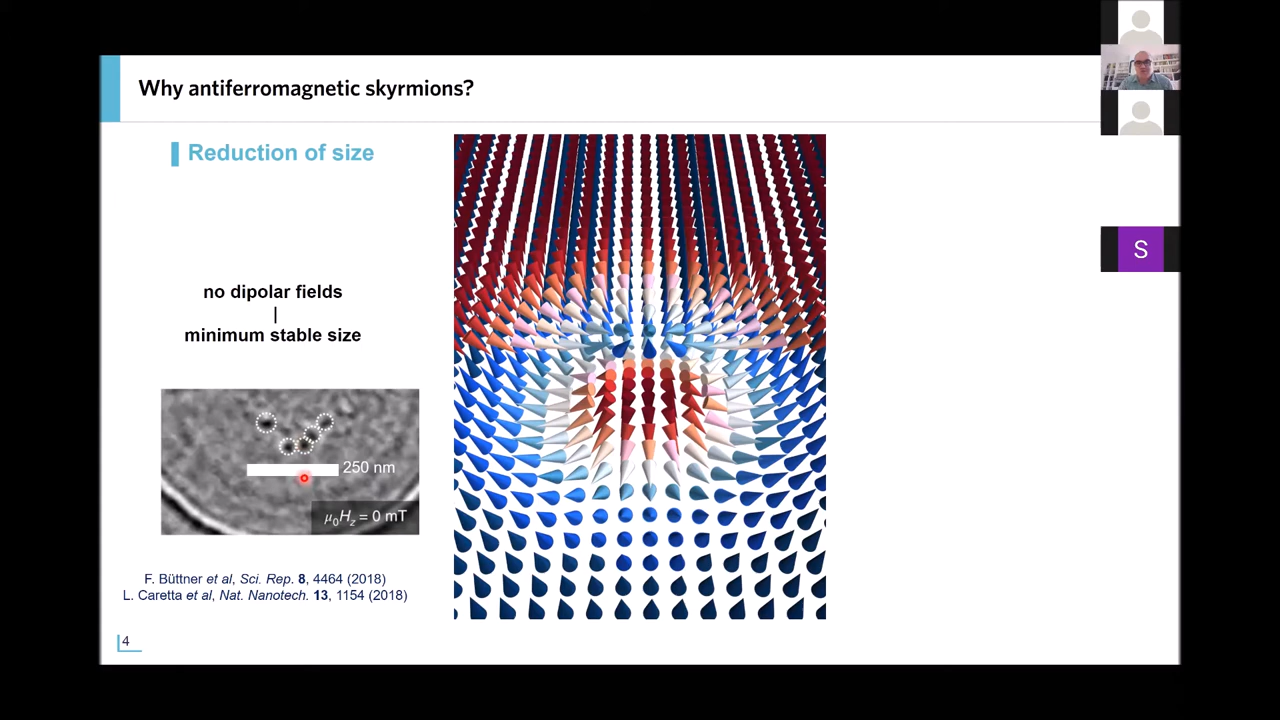 Why antiferromagnetic skyrmions?
Reduction of size
no dipolar fields
|
minimum stable size
250 nm
μ₀H_z = 0 mT
F. Büttner et al, Sci. Rep. 8, 4464 (2018)
L. Caretta et al, Nat. Nanotech. 13, 1154 (2018)
4
S